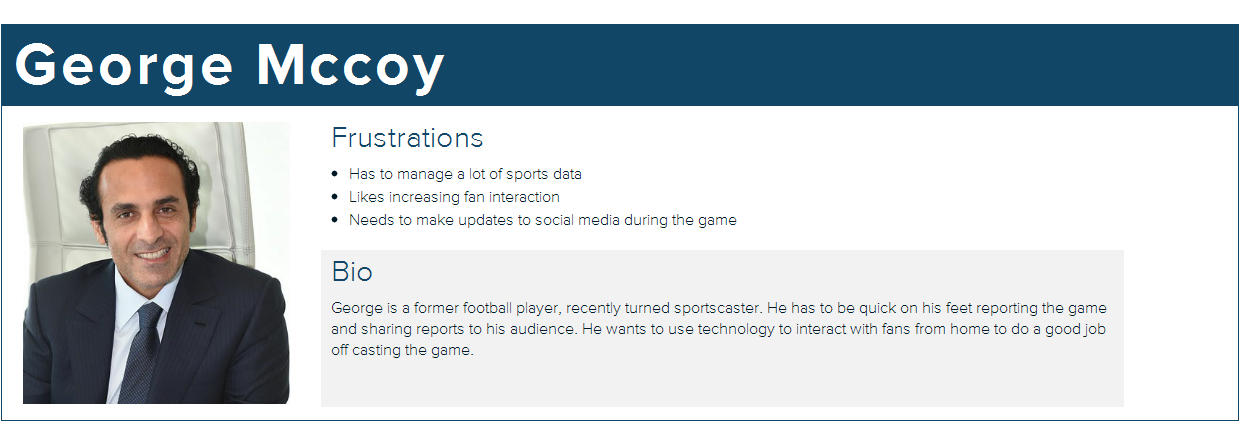 George Mccoy
Frustrations
Has to manage a lot of sports data
Likes increasing fan interaction
Needs to make updates to social media during the game
Bio
George is a former football player, recently turned sportscaster. He has to be quick on his feet reporting the game
and sharing reports to his audience. He wants to use technology to interact with fans from home to do a good job
off casting the game.